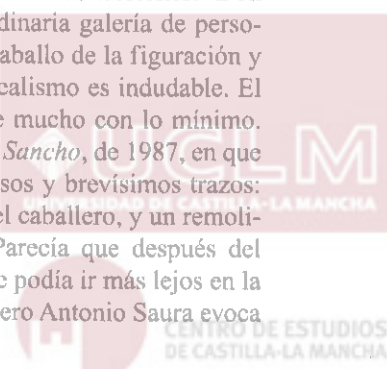 dinaria galería de perso-
aballo de la figuración y
calismo es indudable. El
e mucho con lo mínimo.
Sancho, de 1987, en que
sos y brevísimos trazos:
el caballero, y un remoli-
Parecía que después del
e podía ir más lejos en la
ero Antonio Saura evoca
UCLM
UNIVERSIDAD DE CASTILLA-LA MANCHA
CENTRO DE ESTUDIOS
DE CASTILLA-LA MANCHA